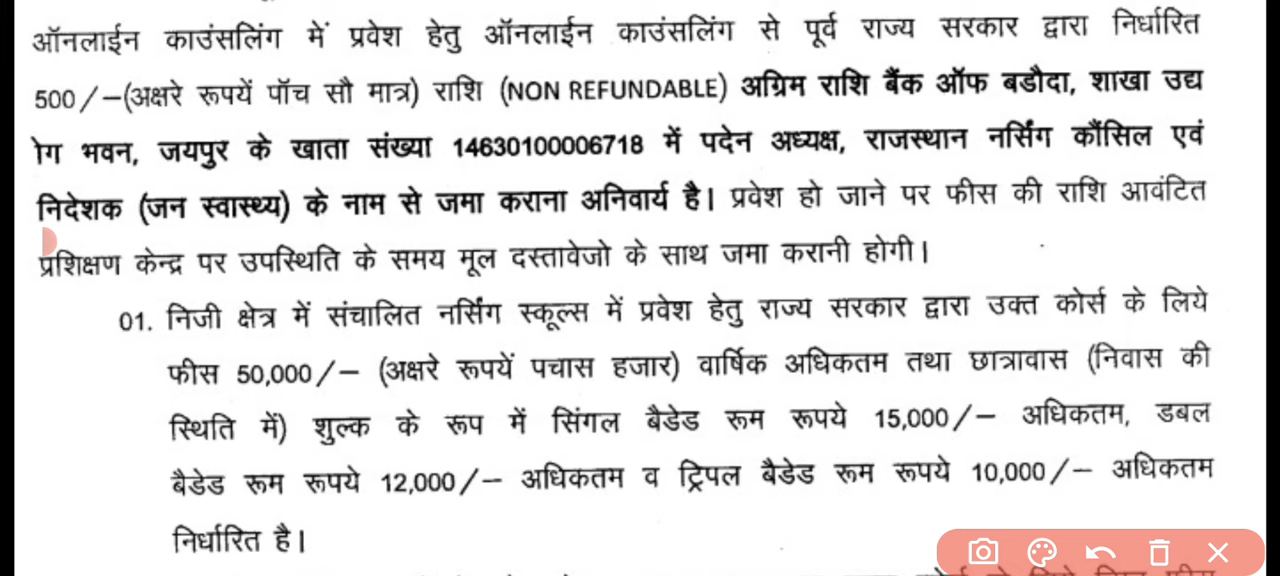 ऑनलाईन काउंसलिंग में प्रवेश हेतु ऑनलाईन काउंसलिंग से पूर्व राज्य सरकार द्वारा निर्धारित
500/–(अक्षरे रूपयें पॉच सौ मात्र) राशि (NON REFUNDABLE) अग्रिम राशि बैंक ऑफ बडौदा, शाखा उद्य
ोग भवन, जयपुर के खाता संख्या 14630100006718 में पदेन अध्यक्ष, राजस्थान नर्सिंग कौंसिल एवं
निदेशक (जन स्वास्थ्य) के नाम से जमा कराना अनिवार्य है। प्रवेश हो जाने पर फीस की राशि आवंटित
प्रशिक्षण केन्द्र पर उपस्थिति के समय मूल दस्तावेजो के साथ जमा करानी होगी।
01. निजी क्षेत्र में संचालित नर्सिंग स्कूल्स में प्रवेश हेतु राज्य सरकार द्वारा उक्त कोर्स के लिये
फीस 50,000/– (अक्षरे रूपयें पचास हजार) वार्षिक अधिकतम तथा छात्रावास (निवास की
स्थिति में) शुल्क के रूप में सिंगल बैडेड रूम रूपये 15,000/– अधिकतम, डबल
बैडेड रूम रूपये 12,000/– अधिकतम व ट्रिपल बैडेड रूम रूपये 10,000/– अधिकतम
निर्धारित है।